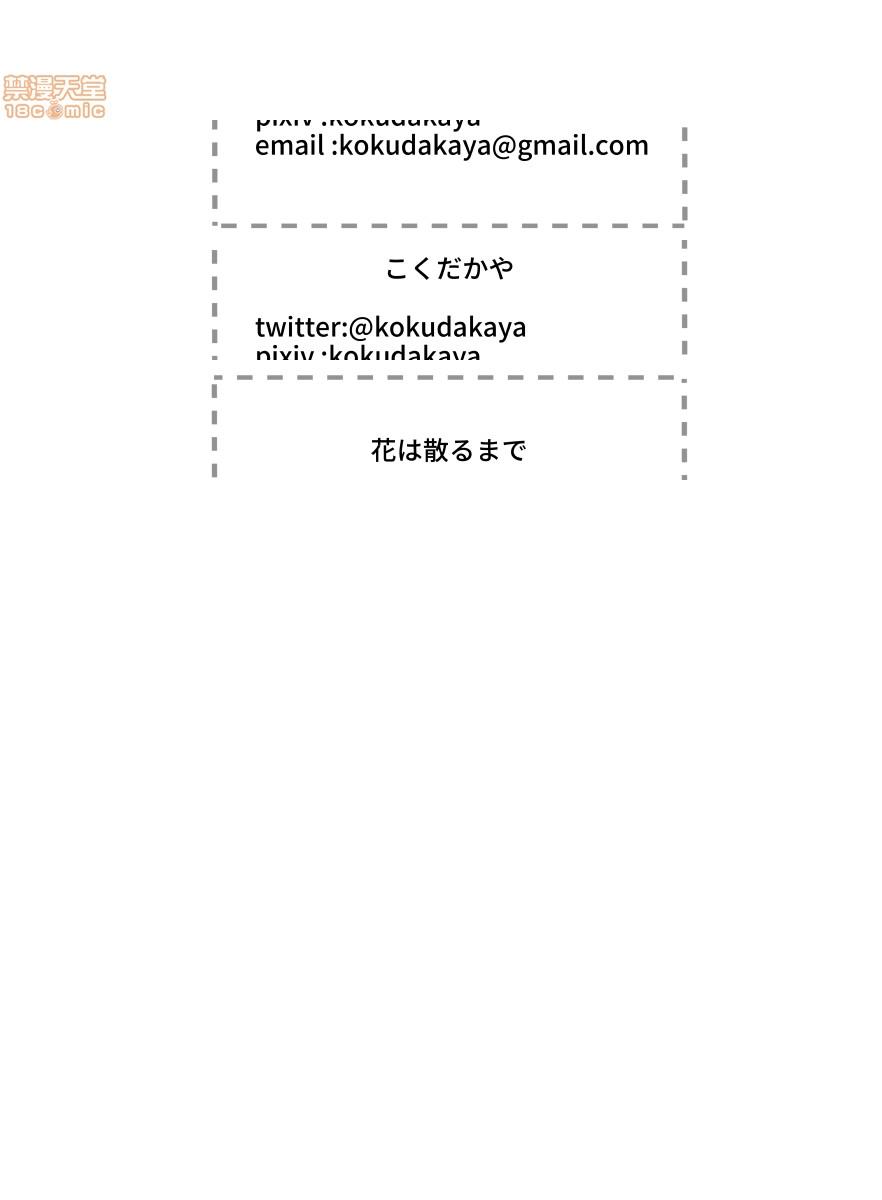 禁漫天堂
18comic
pixiv :kokudakaya
email :kokudakaya@gmail.com
こくだかや
twitter:@kokudakaya
pixiv :kokudakaya
花は散るまで